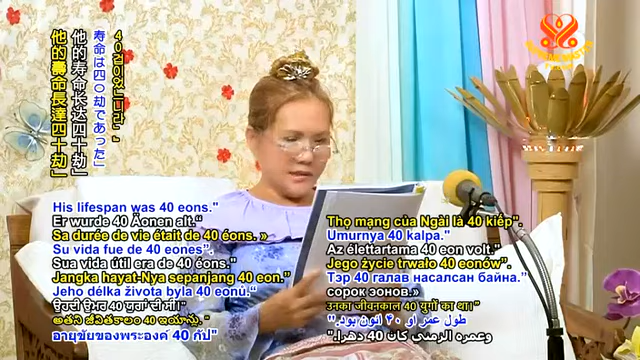 40겁이었느니라』"
寿命は四〇劫であった」
他的寿命长达四十劫」
他的壽命長達四十劫」
His lifespan was 40 eons."
Er wurde 40 Äonen alt.“
Sa durée de vie était de 40 éons. »
Su vida fue de 40 eones”.
Sua vida útil era de 40 éons.”
Jangka hayat-Nya sepanjang 40 eon.”
Jeho délka života byla 40 eonů.“
ਉਹਦੀ ਉਮਰ 40 ਯੁਗਾਂ ਦੀ ਸੀ।"
అతని జీవితకాలం 40 ఇయాన్లు. "
อายุขัยของพระองค์ 40 กัป"
Thọ mạng của Ngài là 40 kiếp".
Umurnya 40 kalpa."
Az élettartama 40 eon volt."
Jego życie trwało 40 eonów”.
Тэр 40 галав насалсан байна.”
сорок эонов.»
उनका जीवनकाल 40 युगों का था।"
طول عمر او ۴۰ ائون بود."
وعمره الزمني كان 40 دهرا."